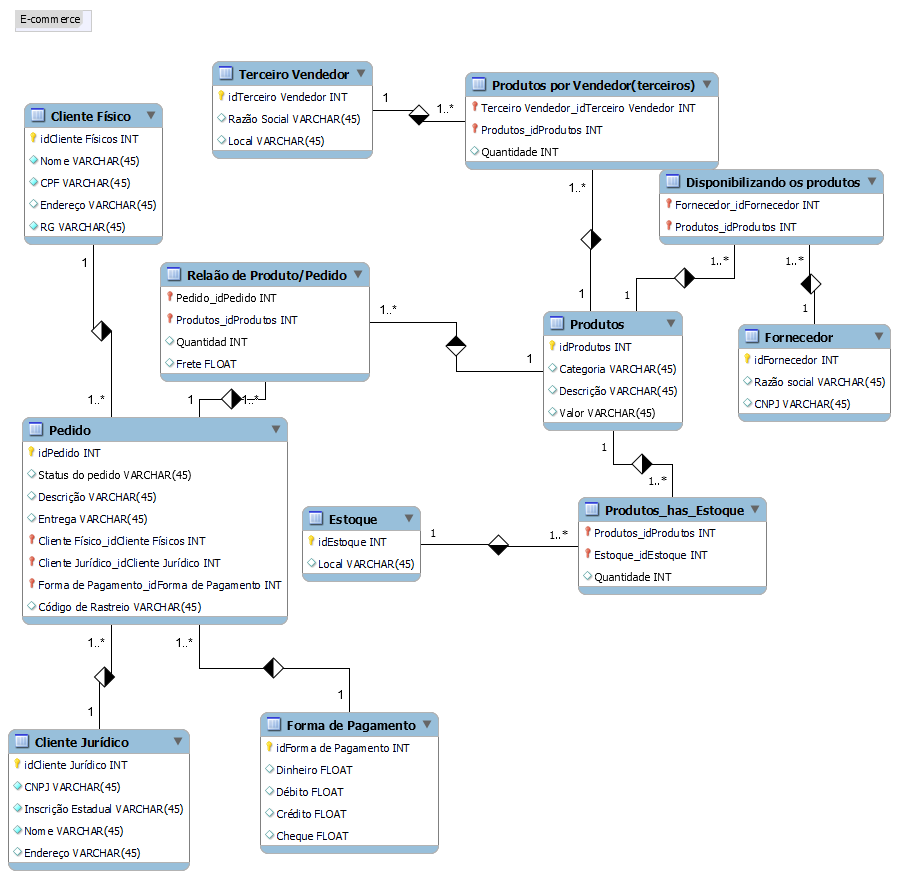 E-commerce
Terceiro Vendedor
idTerceiro Vendedor INT
Razão Social VARCHAR(45)
Local VARCHAR(45)
1
1..*
Produtos por Vendedor(terceiros)
Terceiro Vendedor_idTerceiro Vendedor INT
Produtos_idProdutos INT
Quantidade INT
Cliente Físico
idCliente Físicos INT
Nome VARCHAR(45)
CPF VARCHAR(45)
Endereço VARCHAR(45)
RG VARCHAR(45)
1
1..*
1..*
1
Disponibilizando os produtos
Fornecedor_idFornecedor INT
Produtos_idProdutos INT
1..*
1
1..*
1
Relaão de Produto/Pedido
Pedido_idPedido INT
Produtos_idProdutos INT
Quantidad INT
Frete FLOAT
1..*
1
1
1..*
Produtos
idProdutos INT
Categoria VARCHAR(45)
Descrição VARCHAR(45)
Valor VARCHAR(45)
Fornecedor
idFornecedor INT
Razão social VARCHAR(45)
CNPJ VARCHAR(45)
1
1..*
Pedido
idPedido INT
Status do pedido VARCHAR(45)
Descrição VARCHAR(45)
Entrega VARCHAR(45)
Cliente Físico_idCliente Físicos INT
Cliente Jurídico_idCliente Jurídico INT
Forma de Pagamento_idForma de Pagamento INT
Código de Rastreio VARCHAR(45)
Estoque
idEstoque INT
Local VARCHAR(45)
1
1..*
Produtos_has_Estoque
Produtos_idProdutos INT
Estoque_idEstoque INT
Quantidade INT
1..*
1
1..*
1
Cliente Jurídico
idCliente Jurídico INT
CNPJ VARCHAR(45)
Inscrição Estadual VARCHAR(45)
Nome VARCHAR(45)
Endereço VARCHAR(45)
Forma de Pagamento
idForma de Pagamento INT
Dinheiro FLOAT
Débito FLOAT
Crédito FLOAT
Cheque FLOAT